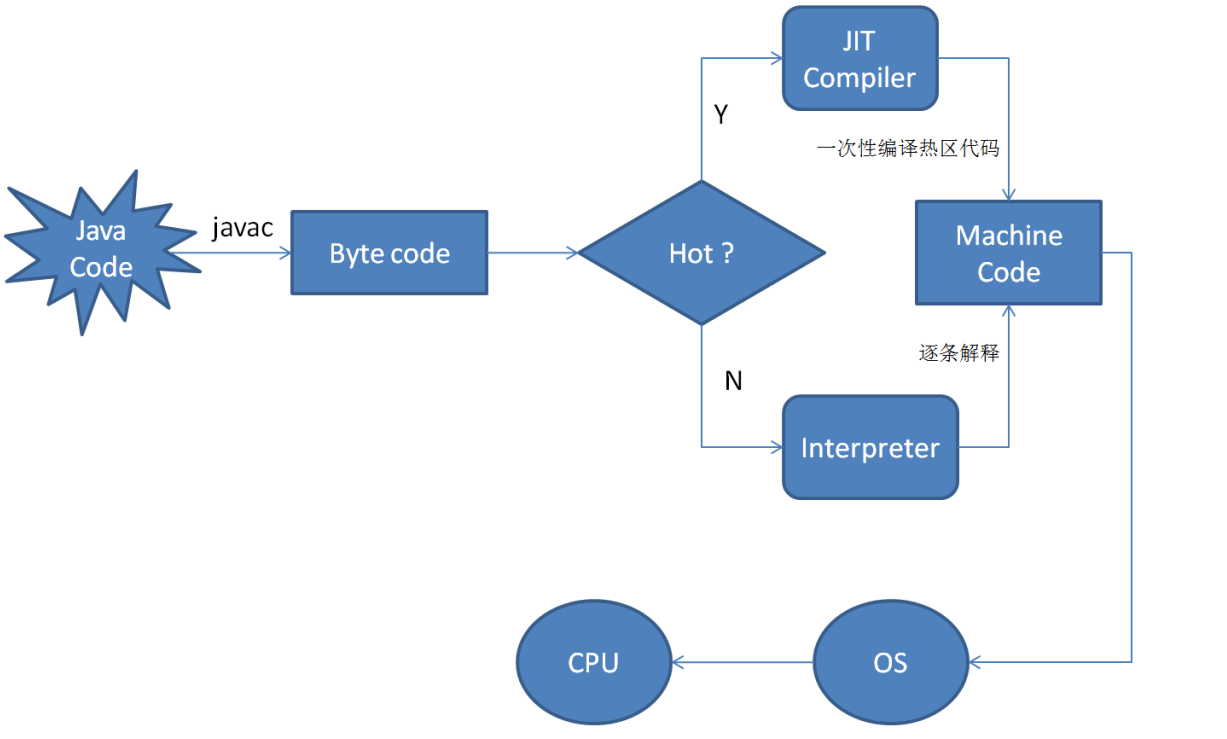 Java
Code
javac
Byte code
Hot ?
Y
JIT
Compiler
一次性编译热区代码
Machine
Code
N
逐条解释
Interpreter
CPU
OS